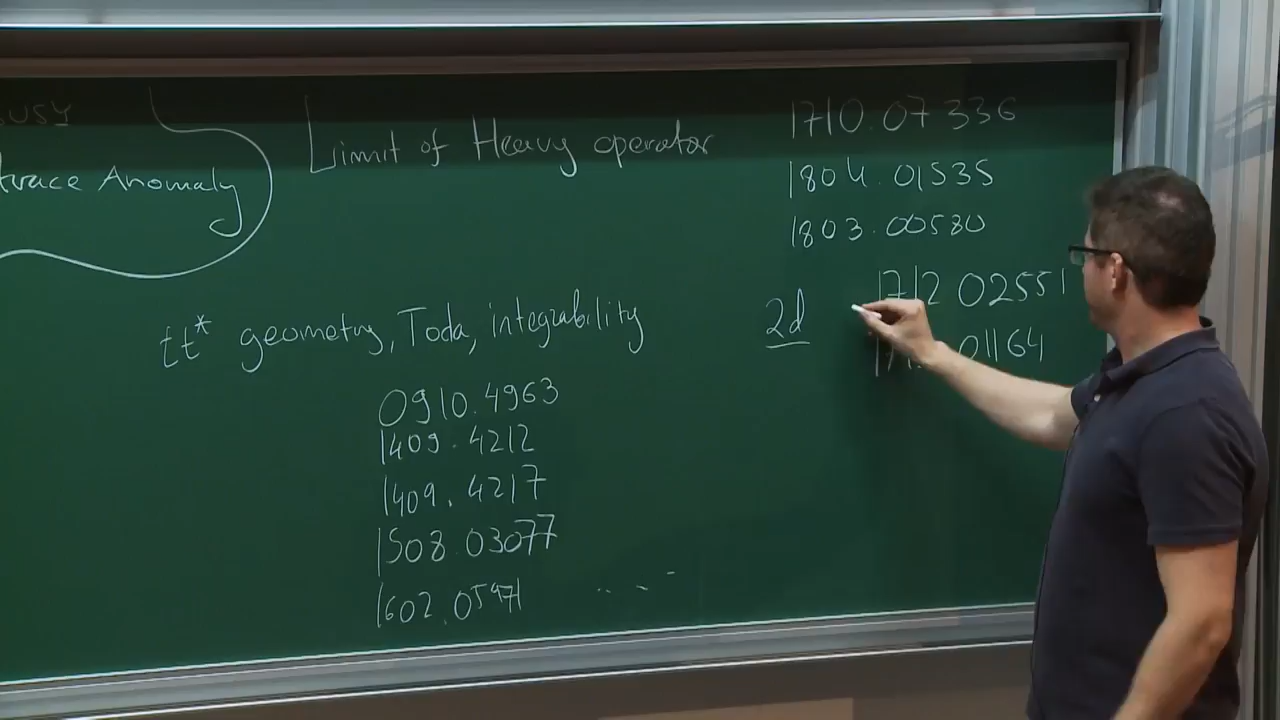 SUSY
trace Anomaly
Limit of Heavy operator
1710.07336
1804.01535
1803.00580
tt* geometry, Toda, integrability
0910.4963
1409.4212
1409.4217
1508.03077
1602.05971 ....
2d
1712 02551
01164